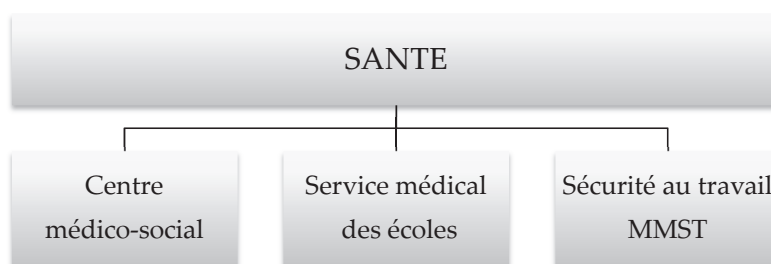 SANTE
Centre
médico-social
Service médical
des écoles
Sécurité au travail
MMST